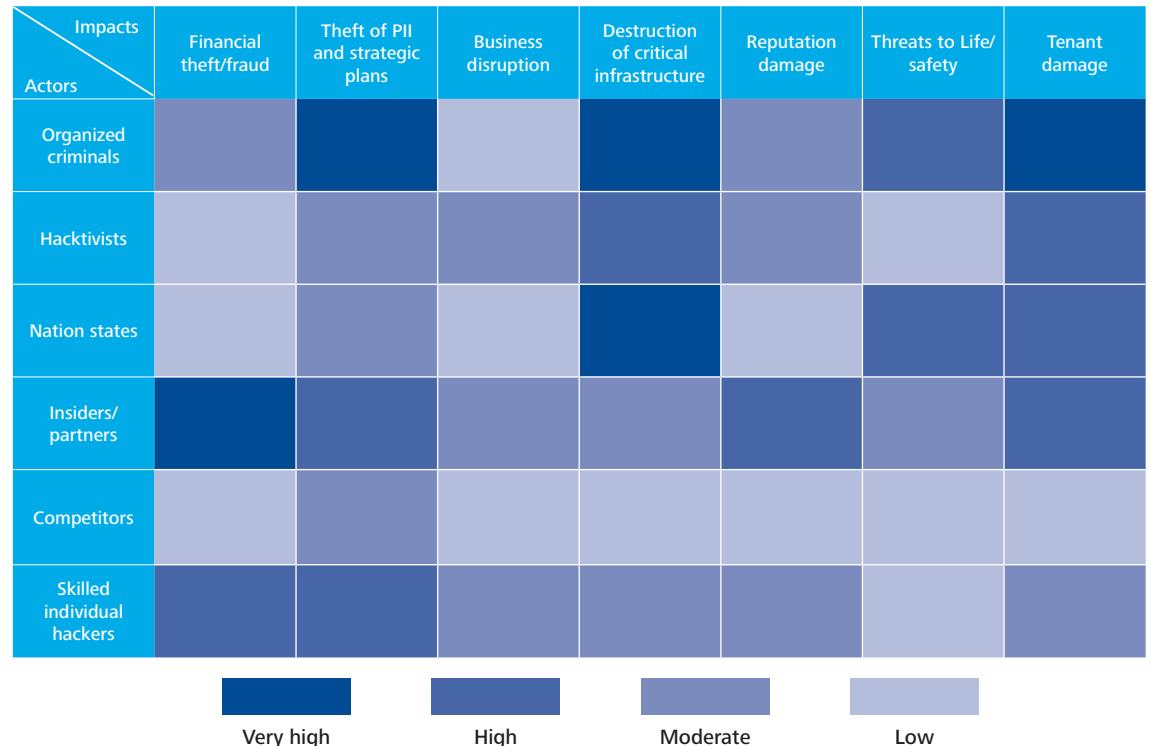 Impacts
Actors
Financial
theft/fraud
Theft of PII
and strategic
plans
Business
disruption
Destruction
of critical
infrastructure
Reputation
damage
Threats to Life/
safety
Tenant
damage
Organized
criminals
Hacktivists
Nation states
Insiders/
partners
Competitors
Skilled
individual
hackers
Very high
High
Moderate
Low